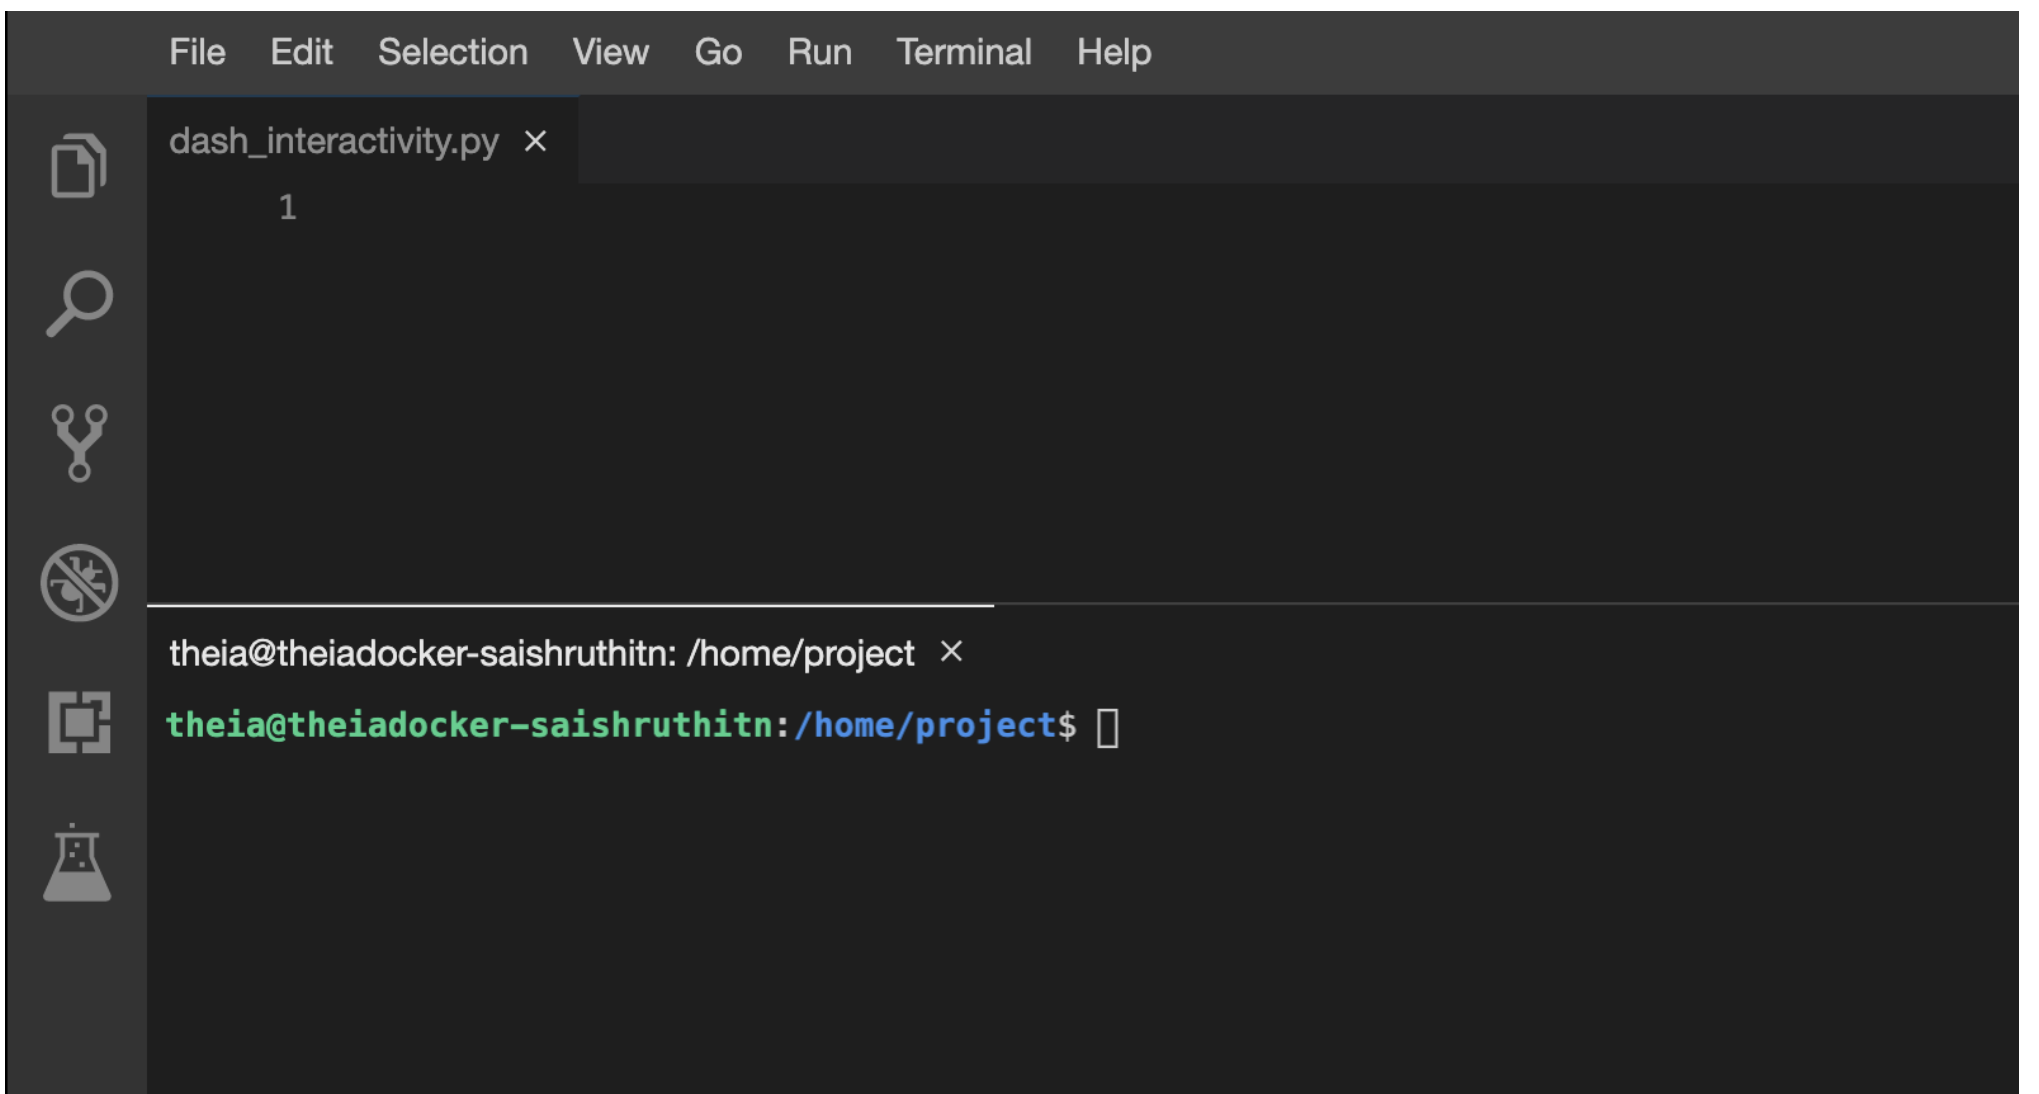 File Edit Selection View Go Run Terminal Help
dash_interactivity.py ×
1
theia@theiadocker-saishruthitn: /home/project ×
theia@theiadocker-saishruthitn:/home/project$